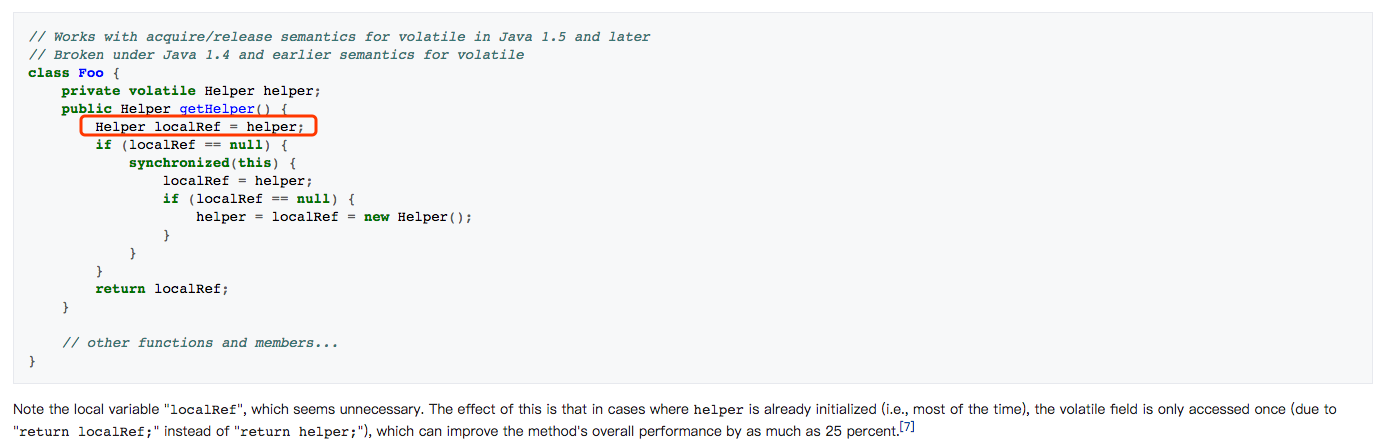 // Works with acquire/release semantics for volatile in Java 1.5 and later
// Broken under Java 1.4 and earlier semantics for volatile
class Foo {
    private volatile Helper helper;
    public Helper getHelper() {
        Helper localRef = helper;
        if (localRef == null) {
            synchronized(this) {
                localRef = helper;
                if (localRef == null) {
                    helper = localRef = new Helper();
                }
            }
        }
        return localRef;
    }

    // other functions and members...
}
Note the local variable "localRef", which seems unnecessary. The effect of this is that in cases where helper is already initialized (i.e., most of the time), the volatile field is only accessed once (due to
"return localRef;" instead of "return helper;"), which can improve the method's overall performance by as much as 25 percent.[7]